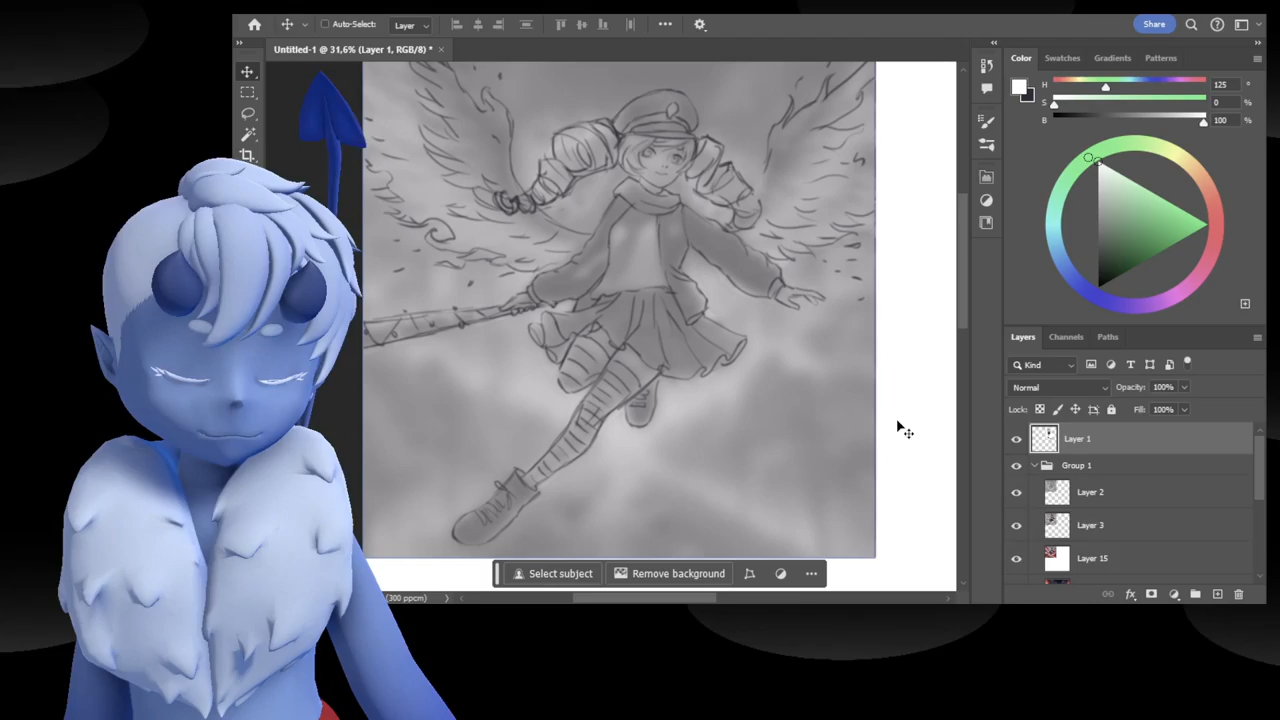 Auto-Select: Layer
Share
Untitled-1 @ 31,6% (Layer 1, RGB/8) * ×
Color Swatches Gradients Patterns
H 125 °
S 0 %
B 100 %
Layers Channels Paths
Kind
Normal Opacity: 100%
Lock: Fill: 100%
Layer 1
Group 1
Layer 2
Layer 3
Layer 15
Select subject Remove background
(300 ppcm)
fx